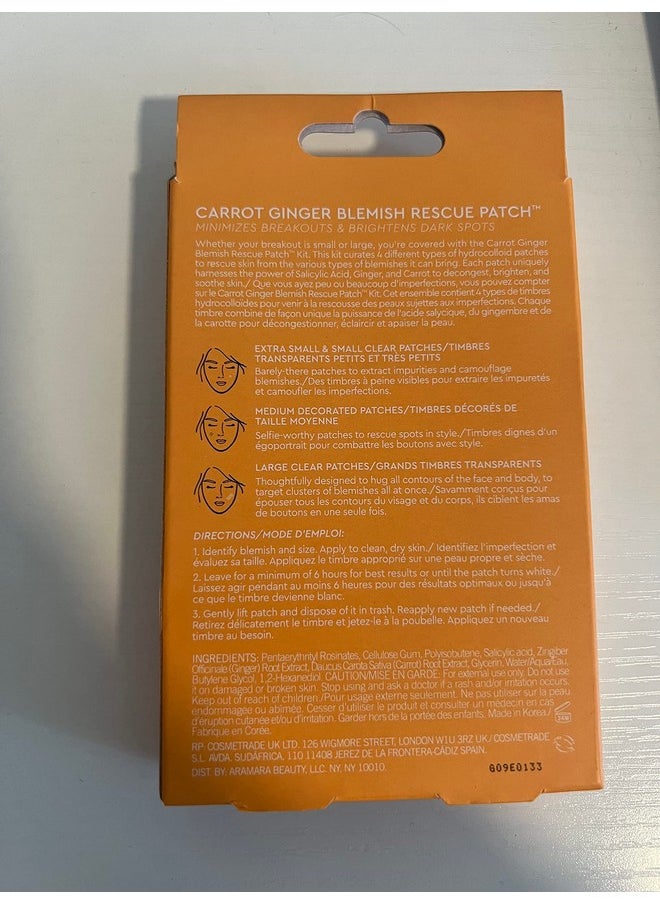 CARROT GINGER BLEMISH RESCUE PATCH™
MINIMIZES BREAKOUTS & BRIGHTENS DARK SPOTS
Whether your breakout is small or large, you're covered with the Carrot Ginger
Blemish Rescue Patch™ Kit. This kit curates 4 different types of hydrocolloid patches
to rescue skin from the various types of blemishes it can bring. Each patch uniquely
harnesses the power of Salicylic Acid, Ginger, and Carrot to decongest, brighten, and
soothe skin./ Que vous ayez peu ou beaucoup d'imperfections, vous pouvez compter
sur le Carrot Ginger Blemish Rescue Patch™ Kit. Cet ensemble contient 4 types de timbres
hydrocolloïdes pour venir à la rescousse des peaux sujettes aux imperfections. Chaque
timbre combine de façon unique la puissance de l'acide salycique, du gingembre et de
la carotte pour décongestionner, éclaircir et apaiser la peau.
EXTRA SMALL & SMALL CLEAR PATCHES/TIMBRES
TRANSPARENTS PETITS ET TRÈS PETITS
Barely-there patches to extract impurities and camouflage
blemishes./Des timbres à peine visibles pour extraire les impuretés
et camoufler les imperfections.
MEDIUM DECORATED PATCHES/TIMBRES DÉCORÉS DE
TAILLE MOYENNE
Selfie-worthy patches to rescue spots in style./Timbres dignes d'un
égoportrait pour combattre les boutons avec style.
LARGE CLEAR PATCHES/GRANDS TIMBRES TRANSPARENTS
Thoughtfully designed to hug all contours of the face and body, to
target clusters of blemishes all at once./Savamment conçus pour
épouser tous les contours du visage et du corps, ils ciblent les amas
de boutons en une seule fois.
DIRECTIONS/MODE D'EMPLOI:
1. Identify blemish and size. Apply to clean, dry skin./ Identifiez l'imperfection et
évaluez sa taille. Appliquez le timbre approprié sur une peau propre et sèche.
2. Leave for a minimum of 6 hours for best results or until the patch turns white./
Laissez agir pendant au moins 6 heures pour des résultats optimaux ou jusqu'à
ce que le timbre devienne blanc.
3. Gently lift patch and dispose of it in trash. Reapply new patch if needed./
Retirez délicatement le timbre et jetez-le à la poubelle. Appliquez un nouveau
timbre au besoin.
INGREDIENTS: Pentaerythrityl Rosinates, Cellulose Gum, Polyisobutene, Salicylic acid, Zingiber
Officinale (Ginger) Root Extract, Daucus Carota Sativa (Carrot) Root Extract, Glycerin, Water/Aqua/Eau,
Butylene Glycol, 1,2-Hexanediol. CAUTION/MISE EN GARDE: For external use only. Do not use
it on damaged or broken skin. Stop using and ask a doctor if a rash and/or irritation occurs.
Keep out of reach of children./Pour usage externe seulement. Ne pas utiliser sur la peau
endommagée ou abîmée. Cesser d'utiliser le produit et consulter un médecin en cas
d'éruption cutanée et/ou d'irritation. Garder hors de la portée des enfants. Made in Korea./
Fabriqué en Corée.
24M
RP: COSMETRADE UK LTD. 126 WIGMORE STREET, LONDON W1U 3RZ UK./ COSMETRADE
S.L. AVDA. SUDÁFRICA, 110 11408 JEREZ DE LA FRONTERA-CÁDIZ SPAIN.
DIST. BY: ARAMARA BEAUTY, LLC. NY, NY 10010.
G09E0133